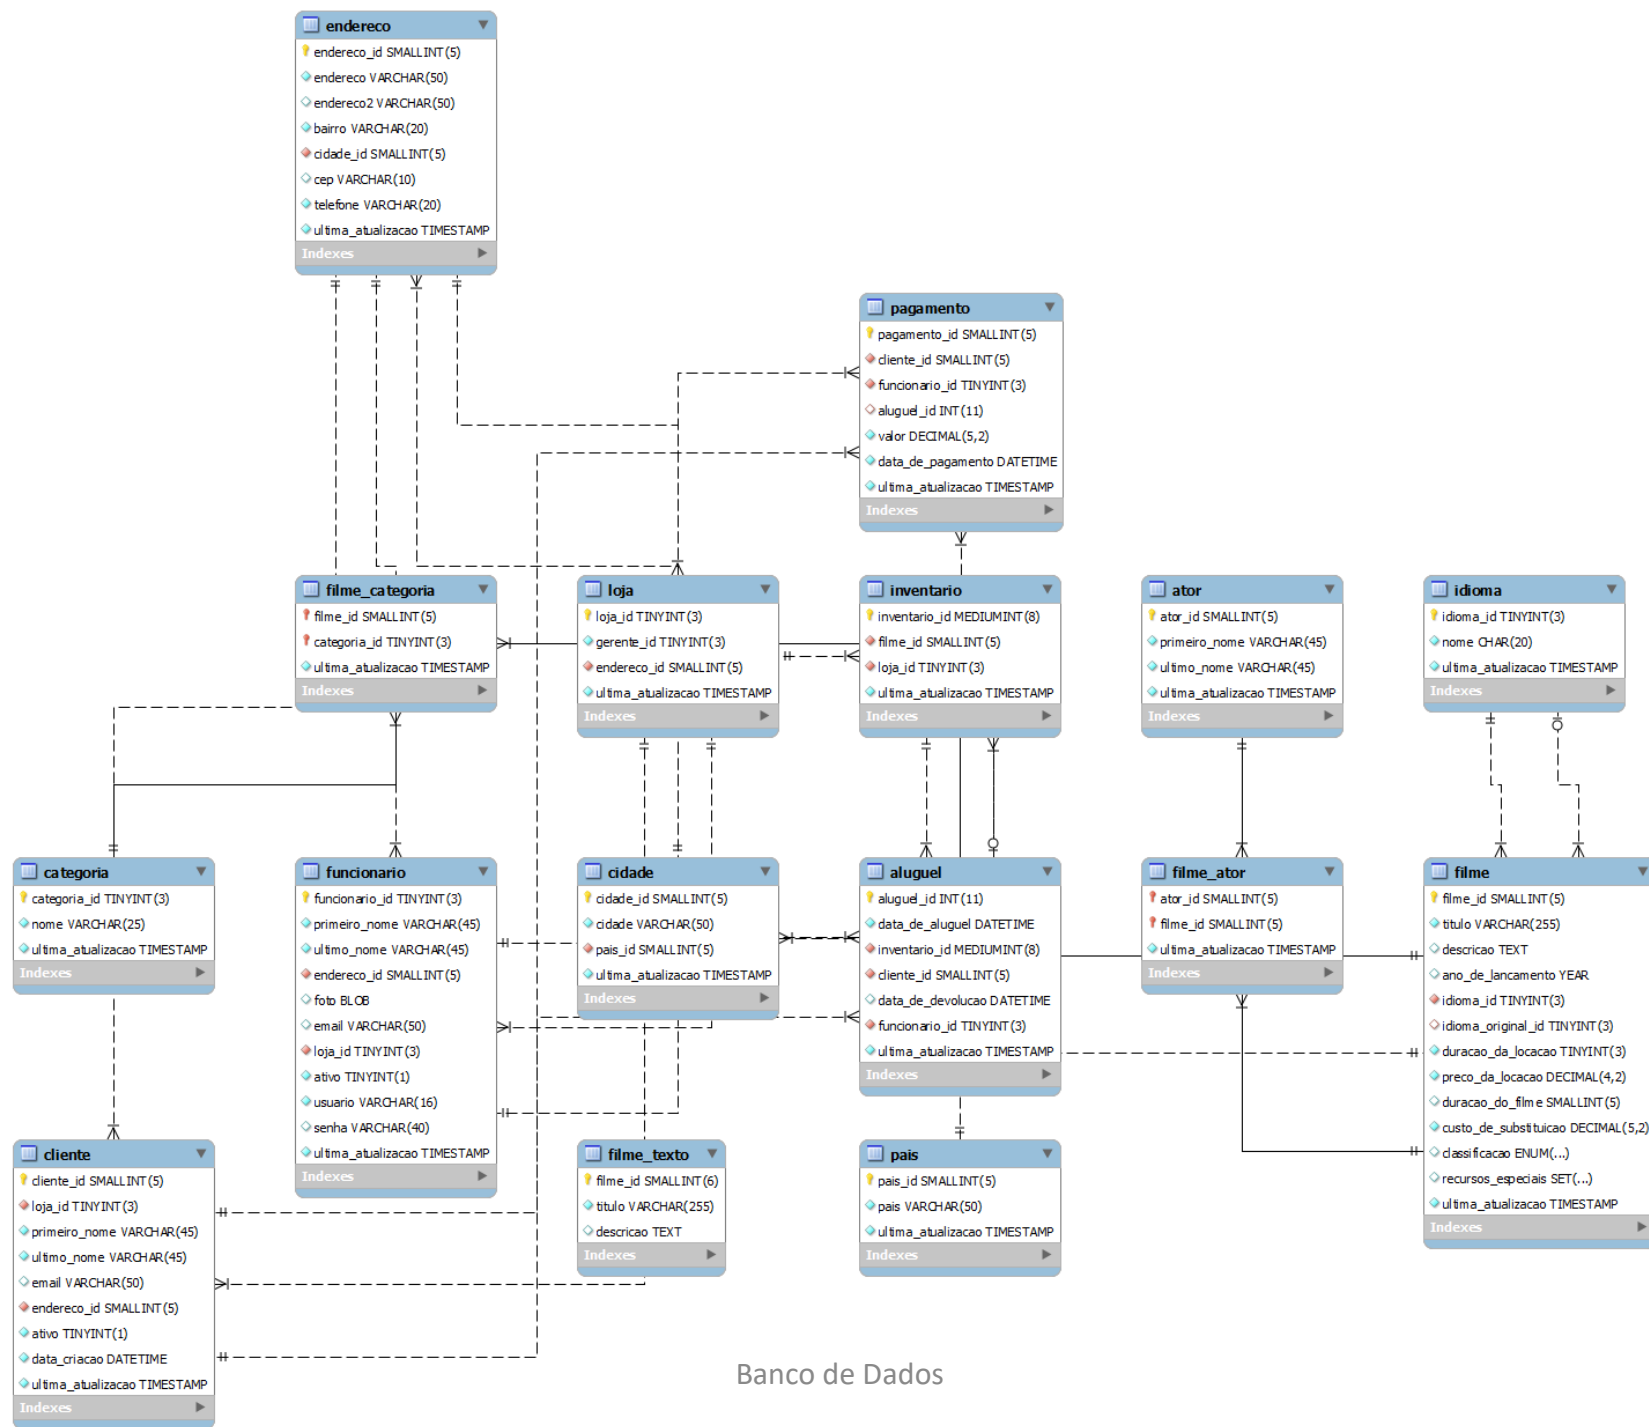 endereco
endereco_id SMALLINT(5)
endereco VARCHAR(50)
endereco2 VARCHAR(50)
bairro VARCHAR(20)
cidade_id SMALLINT(5)
cep VARCHAR(10)
telefone VARCHAR(20)
ultima_atualizacao TIMESTAMP
Indexes
pagamento
pagamento_id SMALLINT(5)
cliente_id SMALLINT(5)
funcionario_id TINYINT(3)
aluguel_id INT(11)
valor DECIMAL(5,2)
data_de_pagamento DATETIME
ultima_atualizacao TIMESTAMP
Indexes
filme_categoria
filme_id SMALLINT(5)
categoria_id TINYINT(3)
ultima_atualizacao TIMESTAMP
Indexes
loja
loja_id TINYINT(3)
gerente_id TINYINT(3)
endereco_id SMALLINT(5)
ultima_atualizacao TIMESTAMP
Indexes
inventario
inventario_id MEDIUMINT(8)
filme_id SMALLINT(5)
loja_id TINYINT(3)
ultima_atualizacao TIMESTAMP
Indexes
ator
ator_id SMALLINT(5)
primeiro_nome VARCHAR(45)
ultimo_nome VARCHAR(45)
ultima_atualizacao TIMESTAMP
Indexes
idioma
idioma_id TINYINT(3)
nome CHAR(20)
ultima_atualizacao TIMESTAMP
Indexes
categoria
categoria_id TINYINT(3)
nome VARCHAR(25)
ultima_atualizacao TIMESTAMP
Indexes
funcionario
funcionario_id TINYINT(3)
primeiro_nome VARCHAR(45)
ultimo_nome VARCHAR(45)
endereco_id SMALLINT(5)
foto BLOB
email VARCHAR(50)
loja_id TINYINT(3)
ativo TINYINT(1)
usuario VARCHAR(16)
senha VARCHAR(40)
ultima_atualizacao TIMESTAMP
Indexes
cidade
cidade_id SMALLINT(5)
cidade VARCHAR(50)
pais_id SMALLINT(5)
ultima_atualizacao TIMESTAMP
Indexes
aluguel
aluguel_id INT(11)
data_de_aluguel DATETIME
inventario_id MEDIUMINT(8)
cliente_id SMALLINT(5)
data_de_devolucao DATETIME
funcionario_id TINYINT(3)
ultima_atualizacao TIMESTAMP
Indexes
filme_ator
ator_id SMALLINT(5)
filme_id SMALLINT(5)
ultima_atualizacao TIMESTAMP
Indexes
filme
filme_id SMALLINT(5)
titulo VARCHAR(255)
descricao TEXT
ano_de_lancamento YEAR
idioma_id TINYINT(3)
idioma_original_id TINYINT(3)
duracao_da_locacao TINYINT(3)
preco_da_locacao DECIMAL(4,2)
duracao_do_filme SMALLINT(5)
custo_de_substituicao DECIMAL(5,2)
classificacao ENUM(...)
recursos_especiais SET(...)
ultima_atualizacao TIMESTAMP
Indexes
cliente
cliente_id SMALLINT(5)
loja_id TINYINT(3)
primeiro_nome VARCHAR(45)
ultimo_nome VARCHAR(45)
email VARCHAR(50)
endereco_id SMALLINT(5)
ativo TINYINT(1)
data_criacao DATETIME
ultima_atualizacao TIMESTAMP
Indexes
filme_texto
filme_id SMALLINT(6)
titulo VARCHAR(255)
descricao TEXT
Indexes
pais
pais_id SMALLINT(5)
pais VARCHAR(50)
ultima_atualizacao TIMESTAMP
Indexes
Banco de Dados